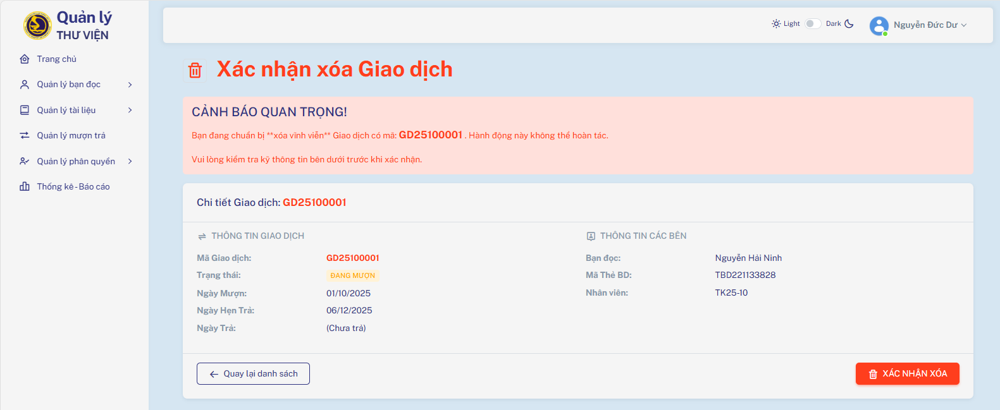 Quản lý
THƯ VIỆN
Trang chủ
Quản lý bạn đọc
Quản lý tài liệu
Quản lý mượn trả
Quản lý phân quyền
Thống kê - Báo cáo
Light Dark Nguyễn Đức Dư
Xác nhận xóa Giao dịch
CẢNH BÁO QUAN TRỌNG!
Bạn đang chuẩn bị **xóa vĩnh viễn** Giao dịch có mã: GD25100001 . Hành động này không thể hoàn tác.
Vui lòng kiểm tra kỹ thông tin bên dưới trước khi xác nhận.
Chi tiết Giao dịch: GD25100001
THÔNG TIN GIAO DỊCH
Mã Giao dịch: GD25100001
Trạng thái: ĐANG MƯỢN
Ngày Mượn: 01/10/2025
Ngày Hẹn Trả: 06/12/2025
Ngày Trả: (Chưa trả)
THÔNG TIN CÁC BÊN
Bạn đọc: Nguyễn Hải Ninh
Mã Thẻ BD: TBD221133828
Nhân viên: TK25-10
Quay lại danh sách
XÁC NHẬN XÓA